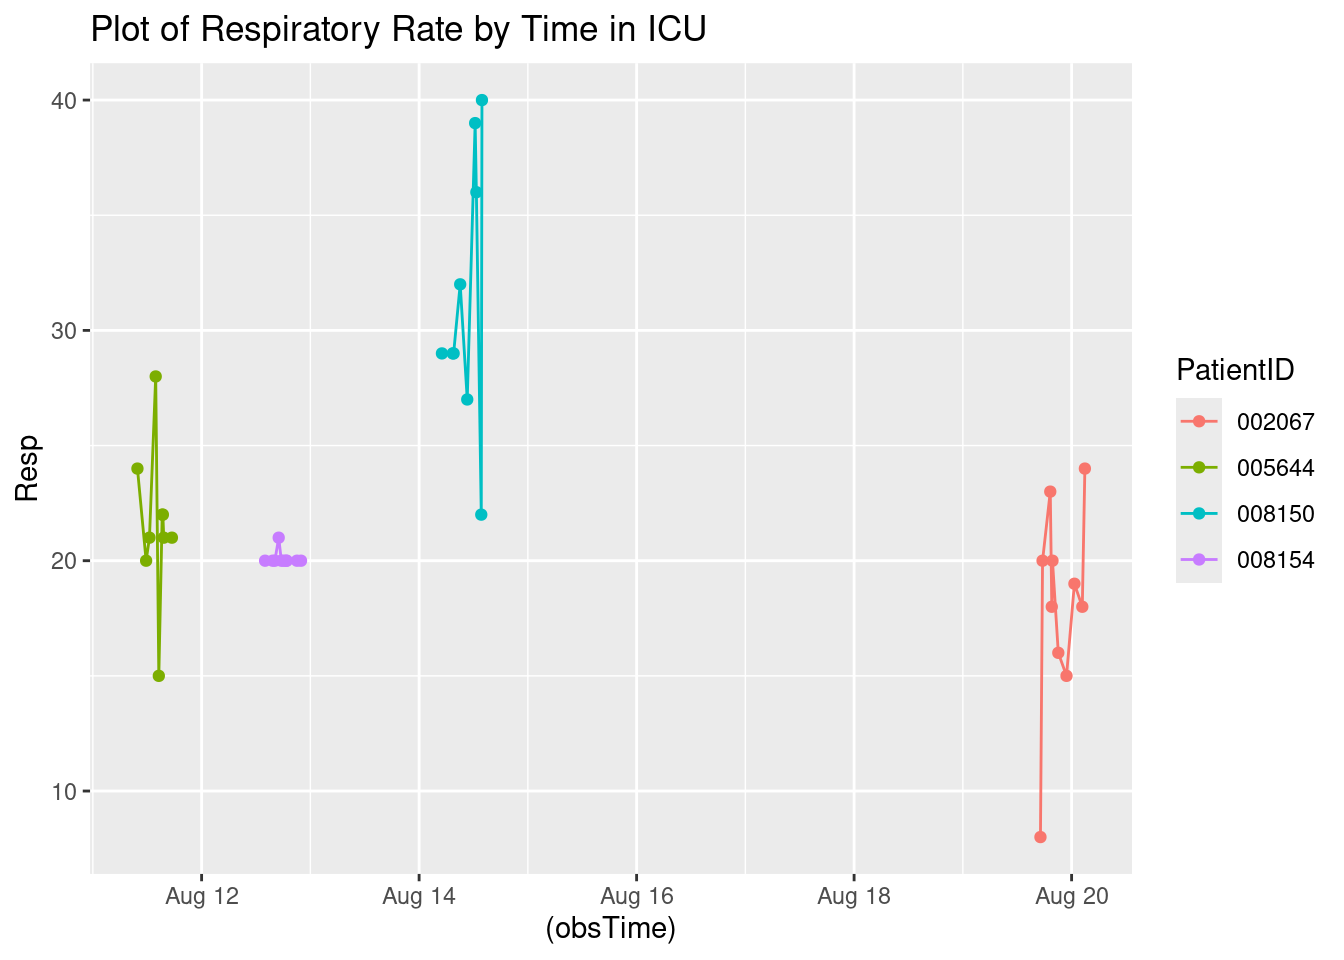 Plot of Respiratory Rate by Time in ICU
40
30
20
10
Resp
Aug 12
Aug 14
Aug 16
Aug 18
Aug 20
(obsTime)
PatientID
002067
005644
008150
008154